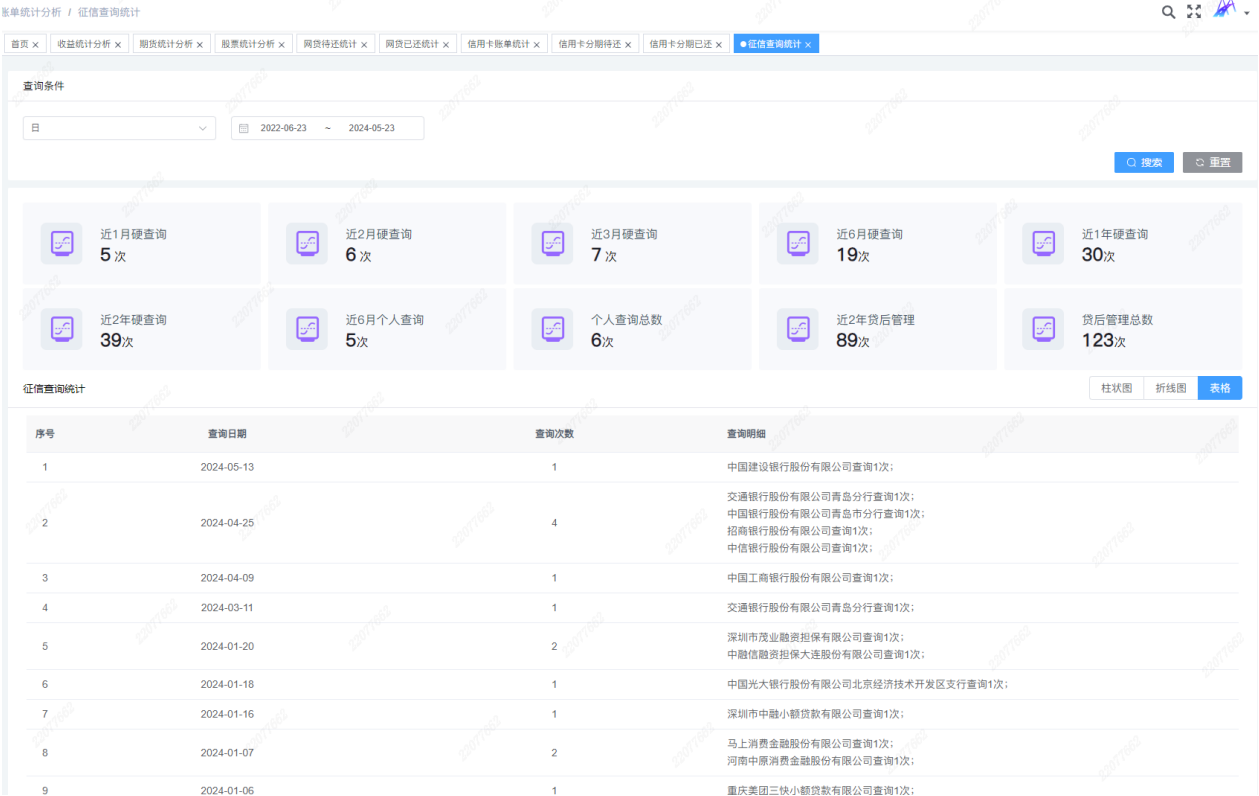 账单统计分析 / 征信查询统计
首页 × 收益统计分析 × 期货统计分析 × 股票统计分析 × 网贷待还统计 × 网贷已还统计 × 信用卡账单统计 × 信用卡分期待还 × 信用卡分期已还 × 征信查询统计 ×
查询条件
日 2022-06-23 ~ 2024-05-23
搜索 重置
近1月硬查询 近2月硬查询 近3月硬查询 近6月硬查询 近1年硬查询
5 次 6 次 7 次 19次 30次
近2年硬查询 近6月个人查询 个人查询总数 近2年贷后管理 贷后管理总数
39次 5次 6次 89次 123次
征信查询统计 柱状图 折线图 表格
序号 查询日期 查询次数 查询明细
1 2024-05-13 1 中国建设银行股份有限公司查询1次;
交通银行股份有限公司青岛分行查询1次;
中国银行股份有限公司青岛市分行查询1次;
2 2024-04-25 4
招商银行股份有限公司查询1次;
中信银行股份有限公司查询1次;
3 2024-04-09 1 中国工商银行股份有限公司查询1次;
4 2024-03-11 1 交通银行股份有限公司青岛分行查询1次;
深圳市茂业融资担保有限公司查询1次;
5 2024-01-20 2
中融信融资担保大连股份有限公司查询1次;
6 2024-01-18 1 中国光大银行股份有限公司北京经济技术开发区支行查询1次;
7 2024-01-16 1 深圳市中融小额贷款有限公司查询1次;
马上消费金融股份有限公司查询1次;
8 2024-01-07 2
河南中原消费金融股份有限公司查询1次;
9 2024-01-06 1 重庆美团三快小额贷款有限公司查询1次;
22077662